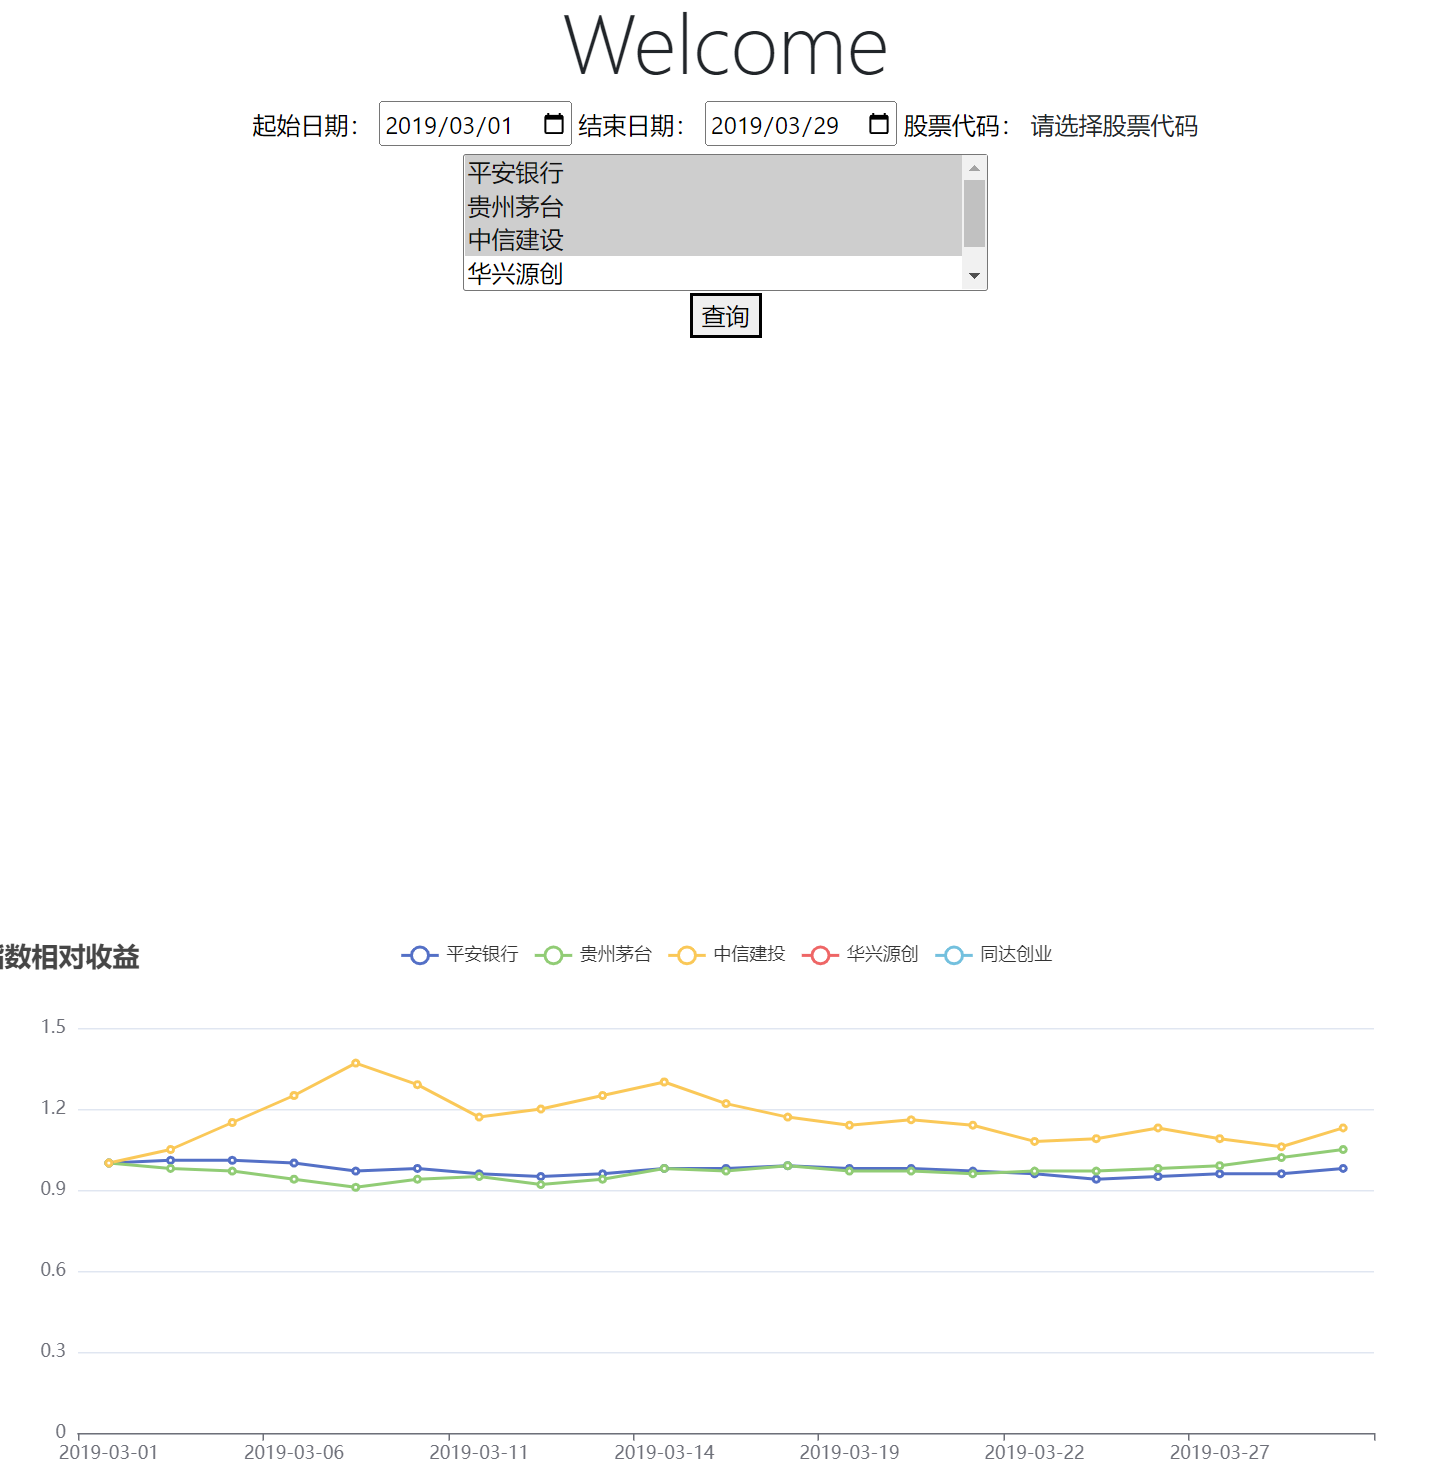 Welcome
起始日期： 2019/03/01 结束日期： 2019/03/29 股票代码： 请选择股票代码
平安银行
贵州茅台
中信建设
华兴源创
查询
数相对收益
平安银行 贵州茅台 中信建投 华兴源创 同达创业
1.5
1.2
0.9
0.6
0.3
0
2019-03-01 2019-03-06 2019-03-11 2019-03-14 2019-03-19 2019-03-22 2019-03-27